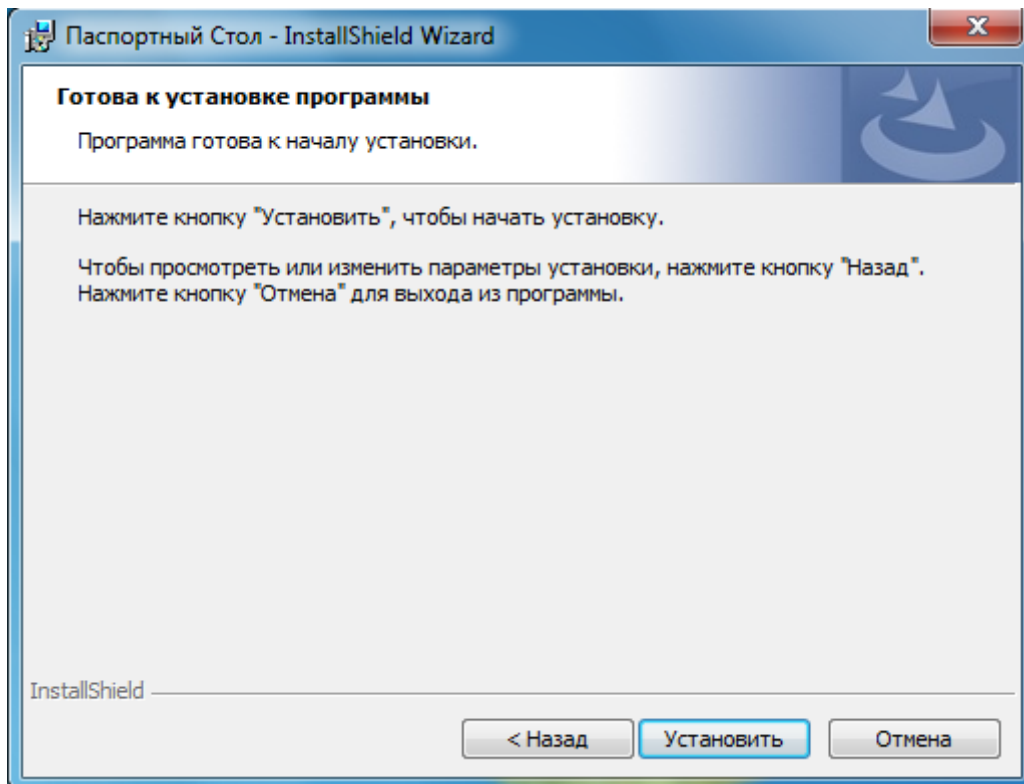 Паспортный Стол - InstallShield Wizard
Готова к установке программы
Программа готова к началу установки.
Нажмите кнопку "Установить", чтобы начать установку.
Чтобы просмотреть или изменить параметры установки, нажмите кнопку "Назад".
Нажмите кнопку "Отмена" для выхода из программы.
InstallShield
< Назад
Установить
Отмена